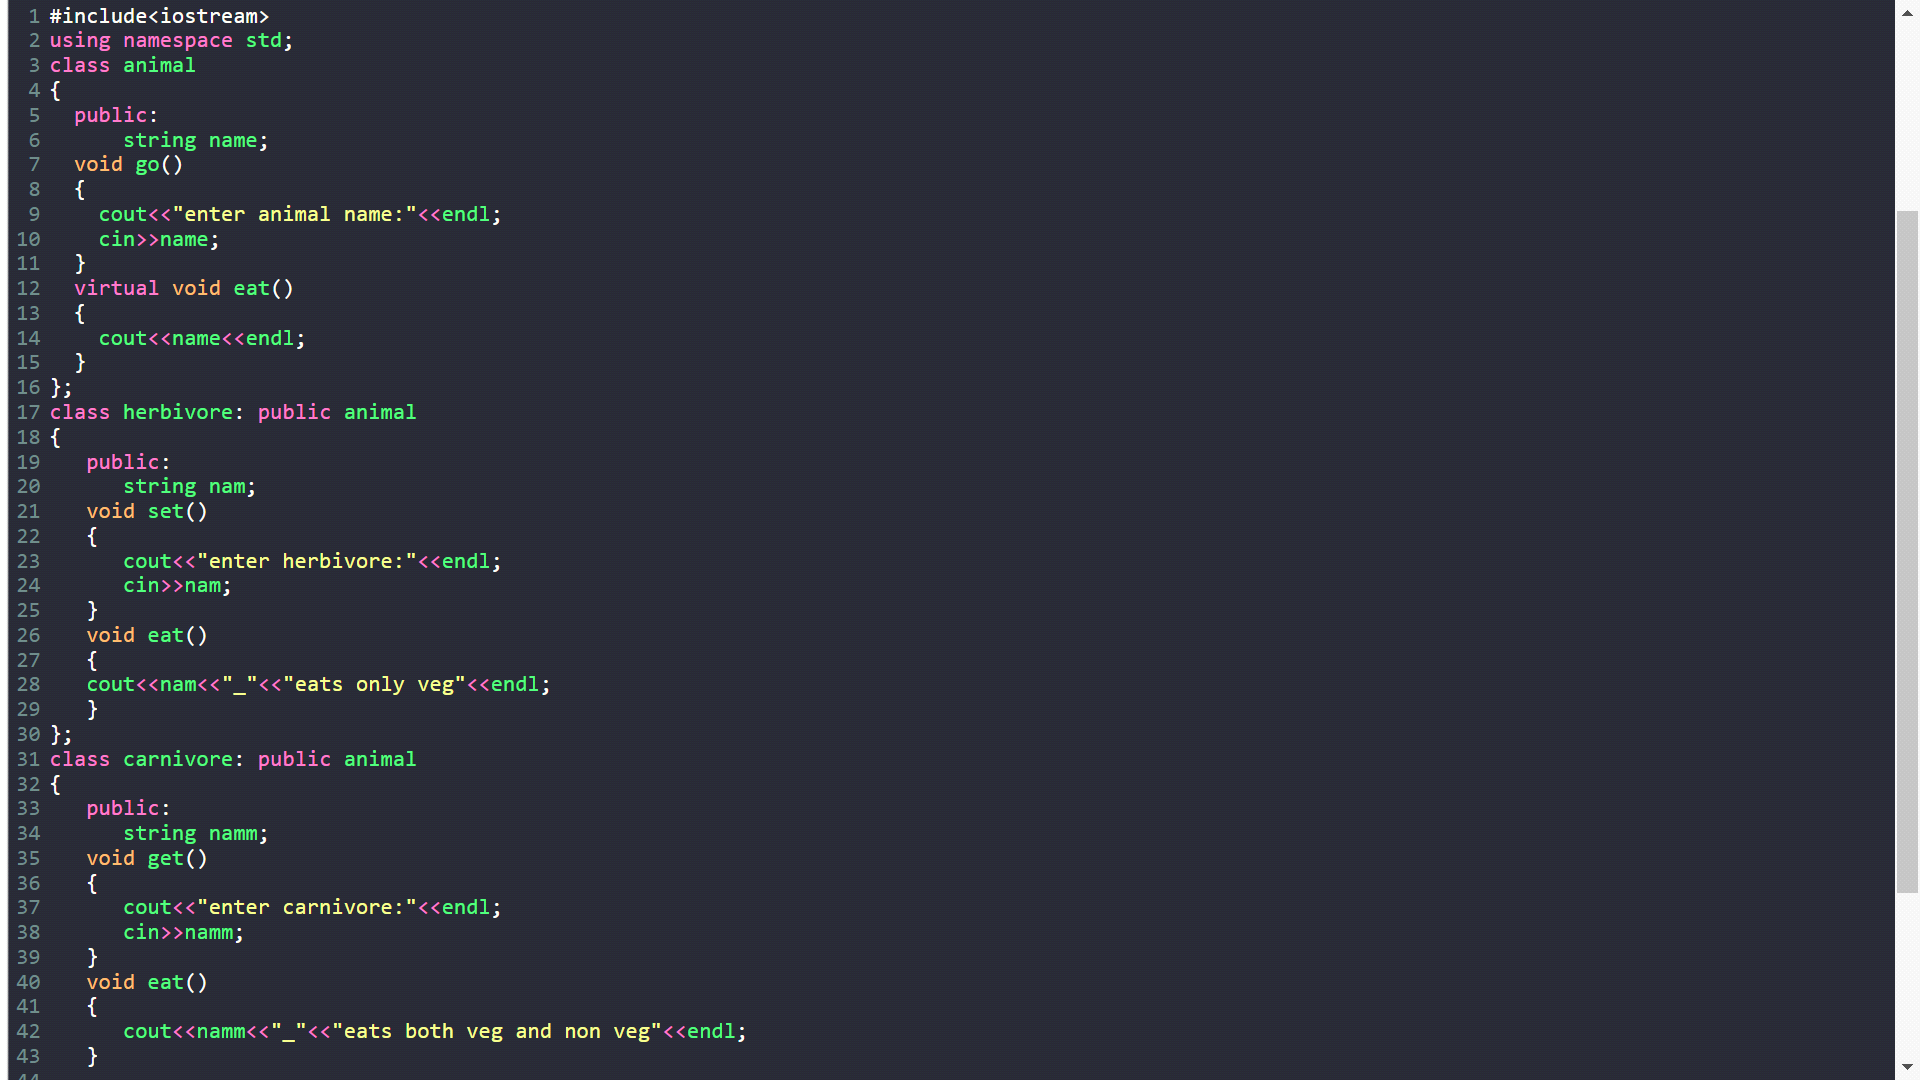 1 #include<iostream>
2 using namespace std;
3 class animal
4 {
5   public:
6       string name;
7   void go()
8   {
9     cout<<"enter animal name:"<<endl;
10     cin>>name;
11   }
12   virtual void eat()
13   {
14     cout<<name<<endl;
15   }
16 };
17 class herbivore: public animal
18 {
19    public:
20       string nam;
21    void set()
22    {
23       cout<<"enter herbivore:"<<endl;
24       cin>>nam;
25    }
26    void eat()
27    {
28    cout<<nam<<"_"<<"eats only veg"<<endl;
29    }
30 };
31 class carnivore: public animal
32 {
33    public:
34       string namm;
35    void get()
36    {
37       cout<<"enter carnivore:"<<endl;
38       cin>>namm;
39    }
40    void eat()
41    {
42       cout<<namm<<"_"<<"eats both veg and non veg"<<endl;
43    }
44